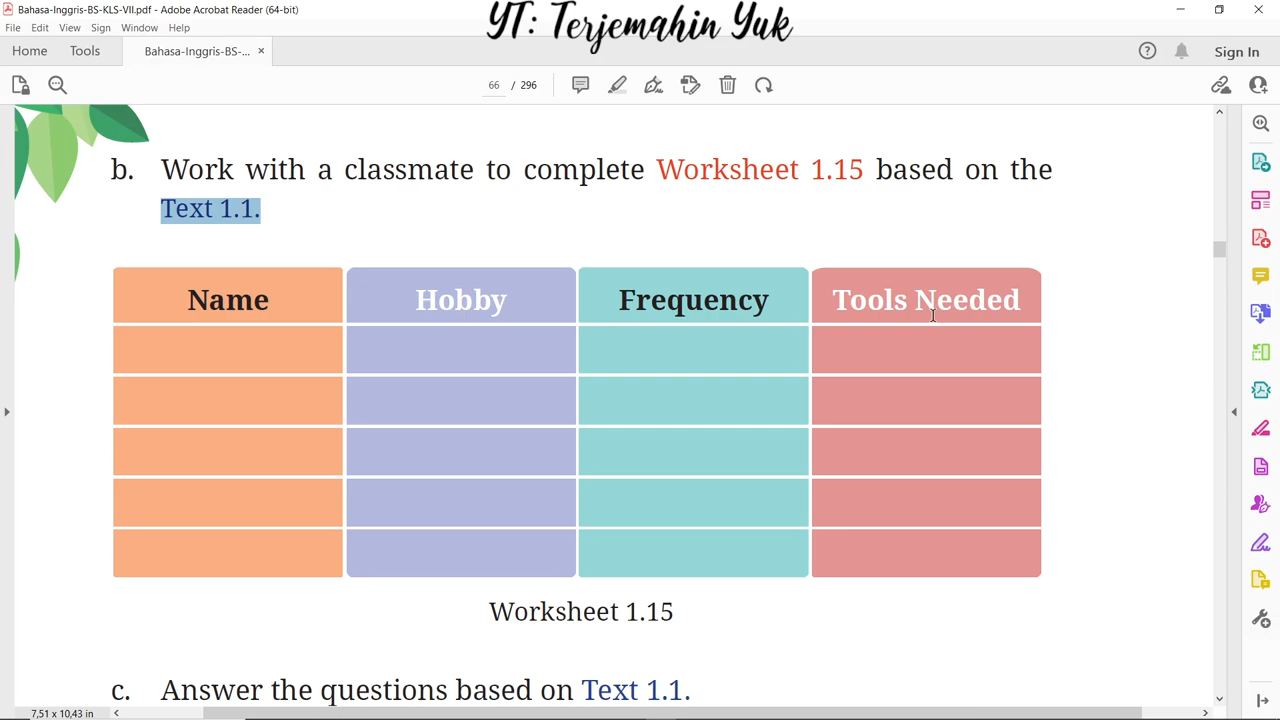 Bahasa-Inggris-BS-KLS-VII.pdf - Adobe Acrobat Reader (64-bit)
YT: Terjemahin Yuk
File Edit View Sign Window Help
Home Tools Bahasa-Inggris-BS-... × Sign In
66 / 296
b. Work with a classmate to complete Worksheet 1.15 based on the
Text 1.1.
Name Hobby Frequency Tools Needed
Worksheet 1.15
c. Answer the questions based on Text 1.1.
7,51 x 10,43 in